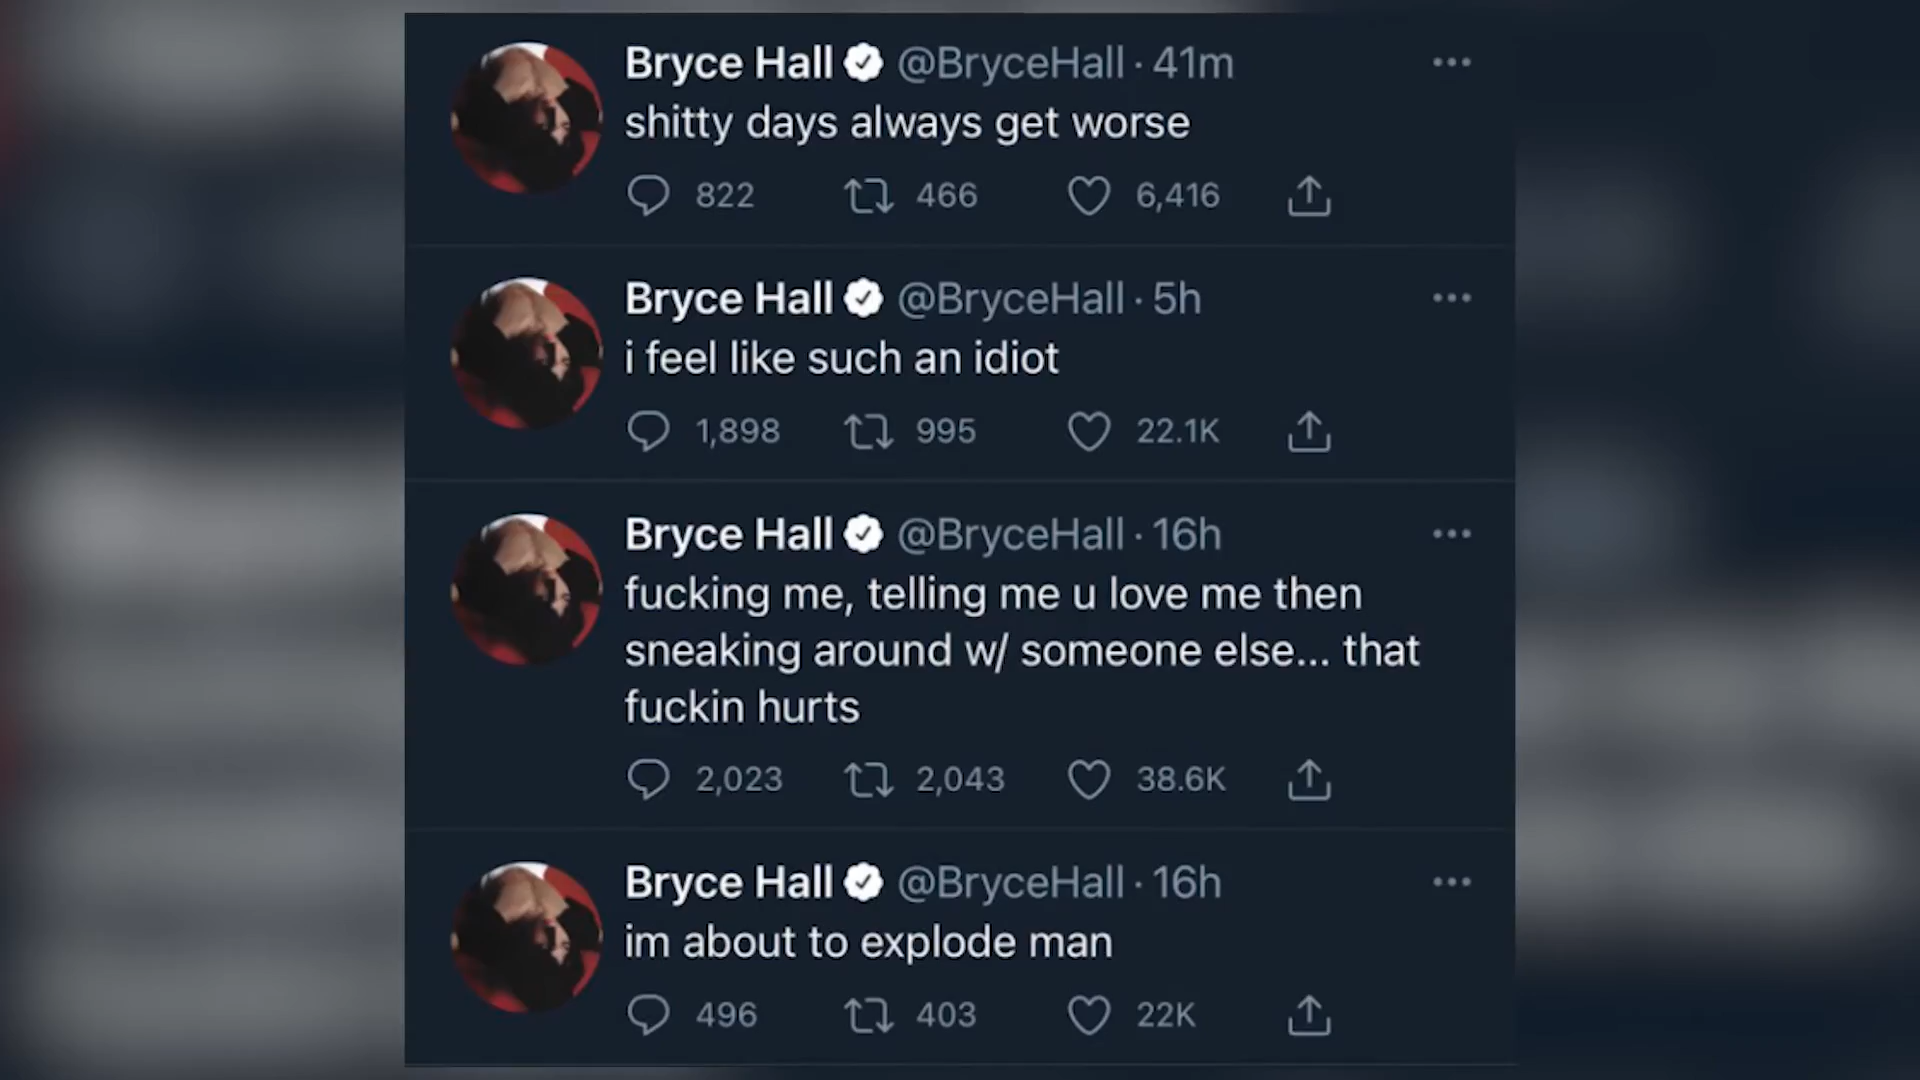 Bryce Hall @BryceHall · 41m
shitty days always get worse
822 466 6,416
Bryce Hall @BryceHall · 5h
i feel like such an idiot
1,898 995 22.1K
Bryce Hall @BryceHall · 16h
fucking me, telling me u love me then
sneaking around w/ someone else... that
fuckin hurts
2,023 2,043 38.6K
Bryce Hall @BryceHall · 16h
im about to explode man
496 403 22K